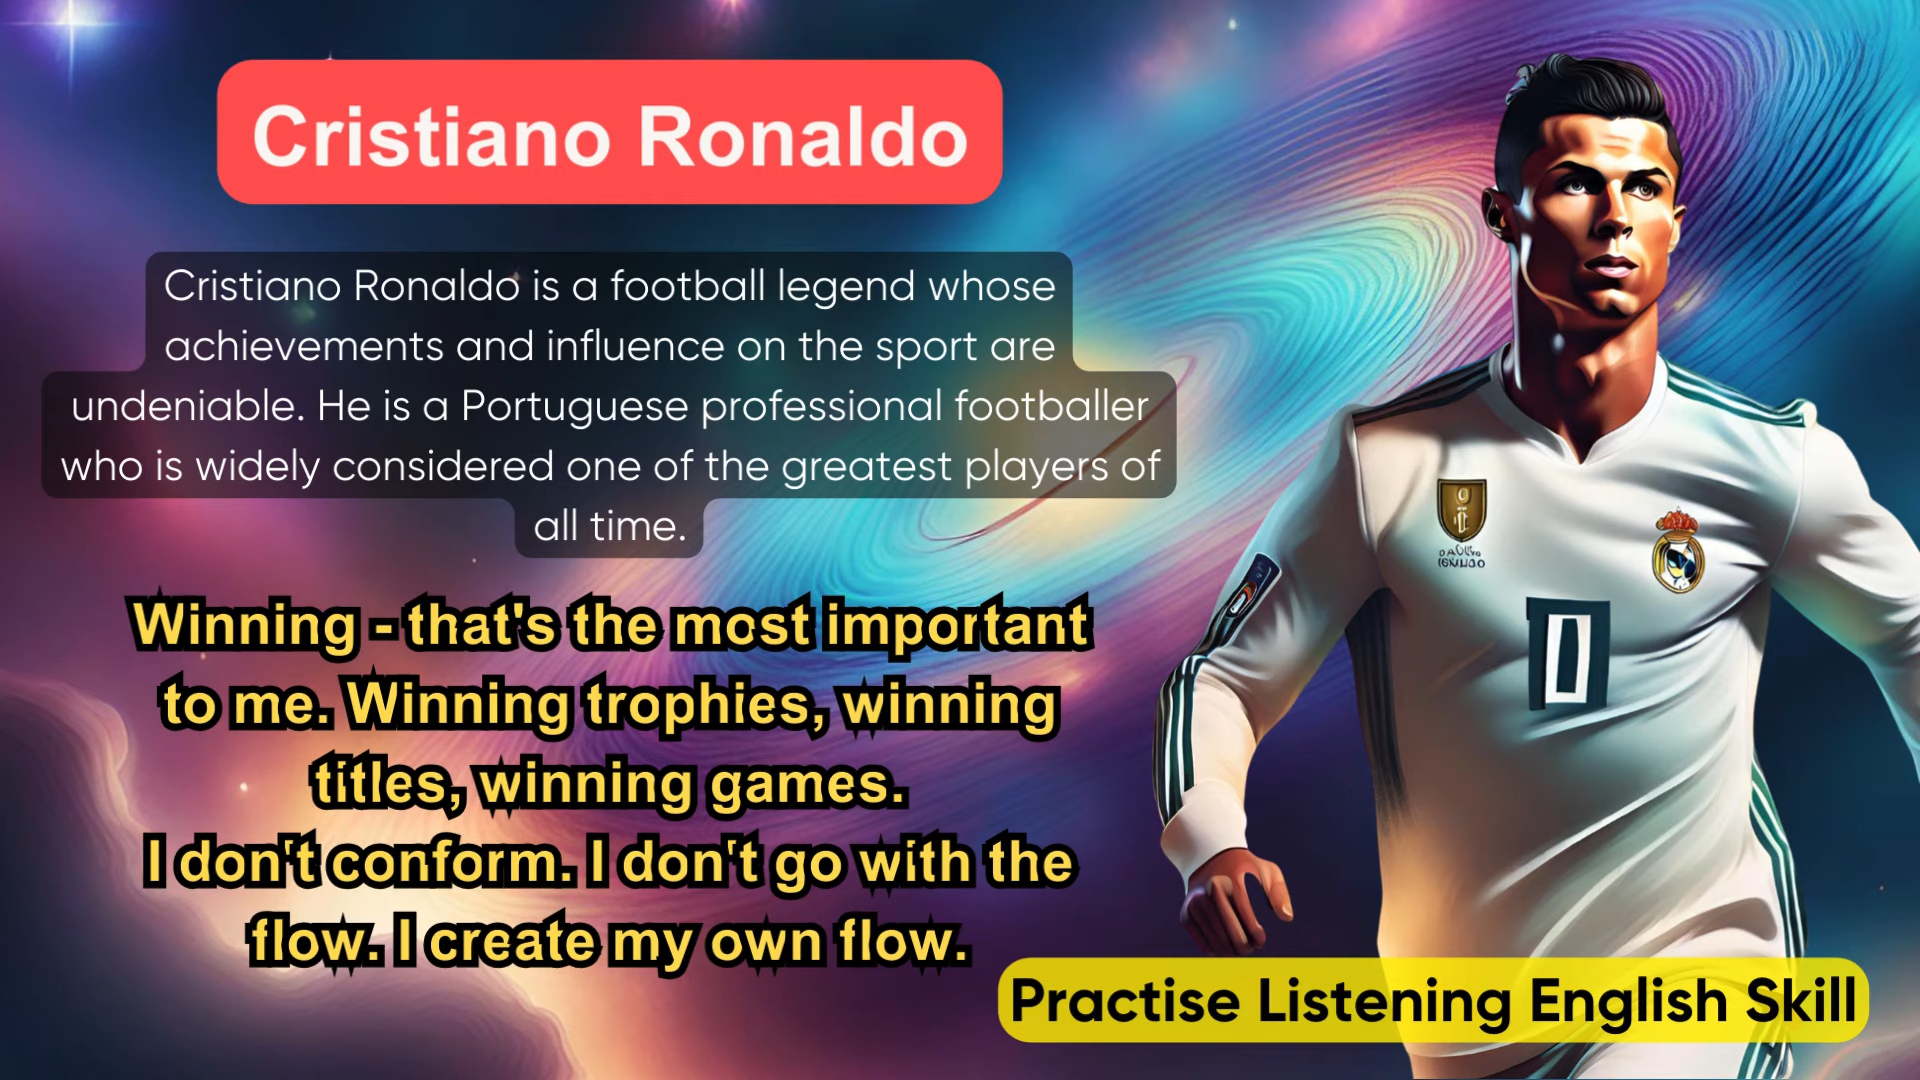 Cristiano Ronaldo
Cristiano Ronaldo is a football legend whose
achievements and influence on the sport are
undeniable. He is a Portuguese professional footballer
who is widely considered one of the greatest players of
all time.
Winning - that's the most important
to me. Winning trophies, winning
titles, winning games.
I don't conform. I don't go with the
flow. I create my own flow.
Practise Listening English Skill